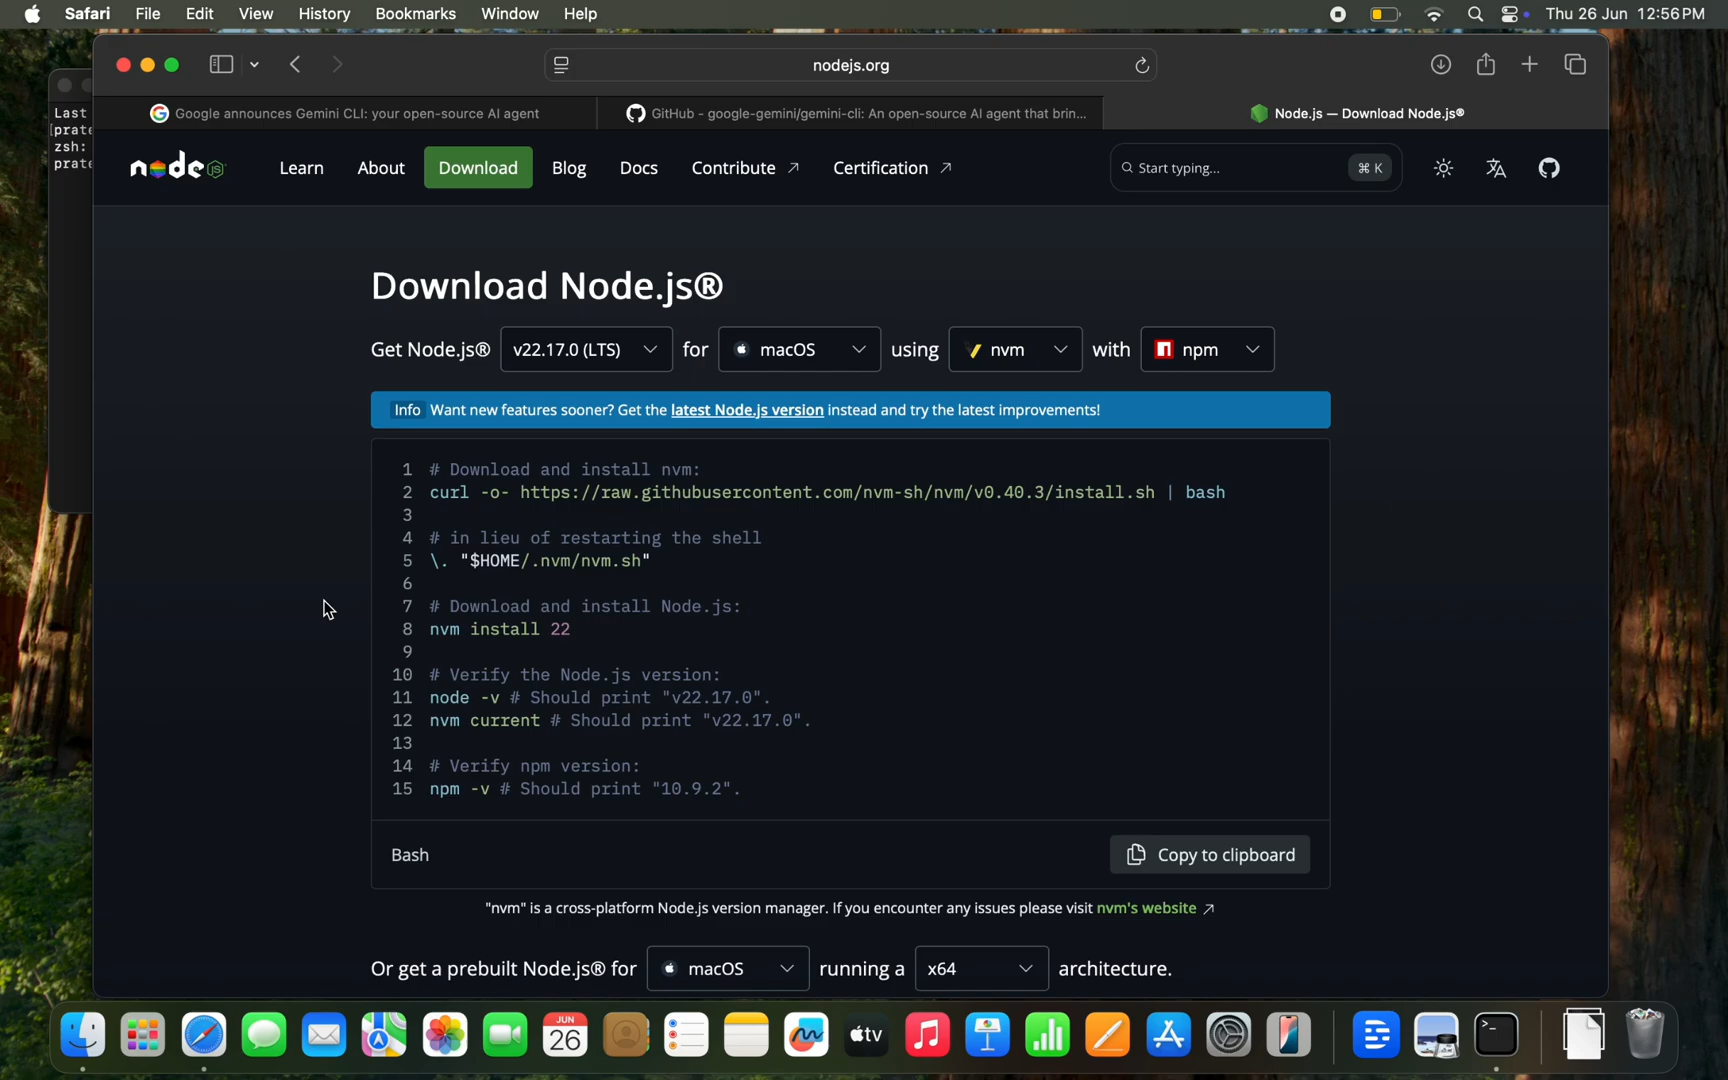 Safari File Edit View History Bookmarks Window Help Thu 26 Jun 12:56 PM
nodejs.org
Last
prate
zsh:
prate
Google announces Gemini CLI: your open-source AI agent
GitHub - google-gemini/gemini-cli: An open-source AI agent that brin...
Node.js — Download Node.js®
node JS Learn About Download Blog Docs Contribute ↗ Certification ↗ Start typing... ⌘ K
Download Node.js®
Get Node.js® v22.17.0 (LTS) for macOS using nvm with npm
Info Want new features sooner? Get the latest Node.js version instead and try the latest improvements!
1 # Download and install nvm:
2 curl -o- https://raw.githubusercontent.com/nvm-sh/nvm/v0.40.3/install.sh | bash
3
4 # in lieu of restarting the shell
5 \. "$HOME/.nvm/nvm.sh"
6
7 # Download and install Node.js:
8 nvm install 22
9
10 # Verify the Node.js version:
11 node -v # Should print "v22.17.0".
12 nvm current # Should print "v22.17.0".
13
14 # Verify npm version:
15 npm -v # Should print "10.9.2".
Bash Copy to clipboard
"nvm" is a cross-platform Node.js version manager. If you encounter any issues please visit nvm's website ↗
Or get a prebuilt Node.js® for macOS running a x64 architecture.
JUN
26
tv